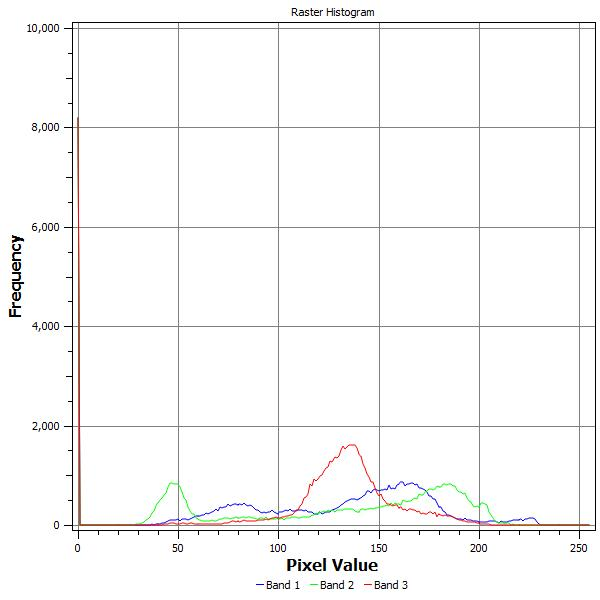 Raster Histogram
10,000
8,000
6,000
4,000
2,000
0
Frequency
0 50 100 150 200 250
Pixel Value
Band 1 Band 2 Band 3